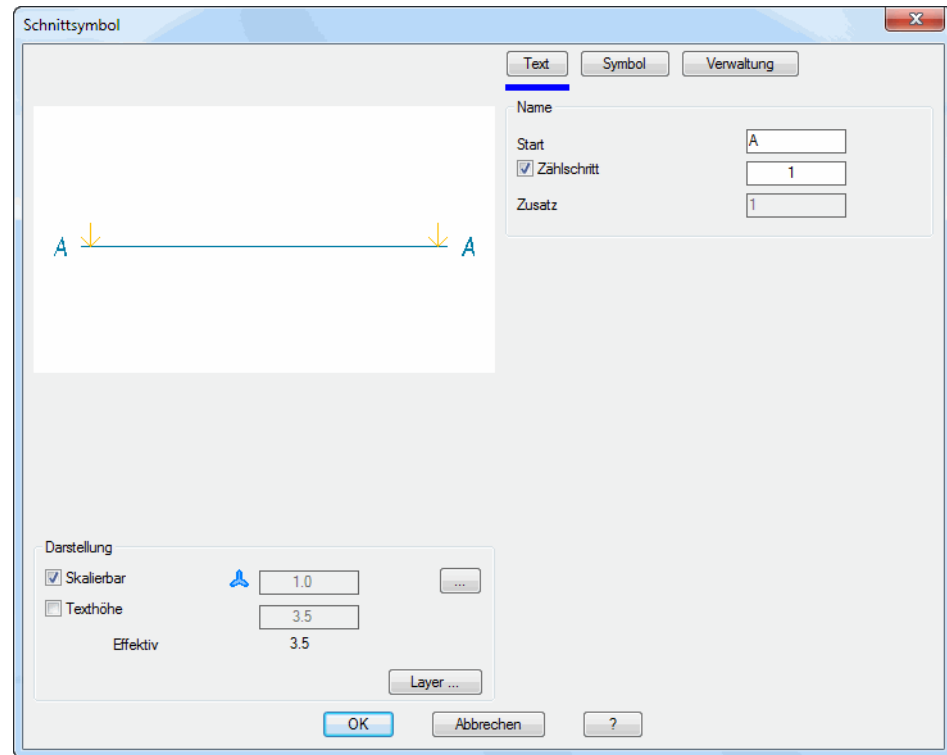 Schnittsymbol
x
Text Symbol Verwaltung
Name
Start A
Zählschritt 1
Zusatz 1
A A
Darstellung
Skalierbar 1.0 ...
Texthöhe 3.5
Effektiv 3.5
Layer ...
OK Abbrechen ?